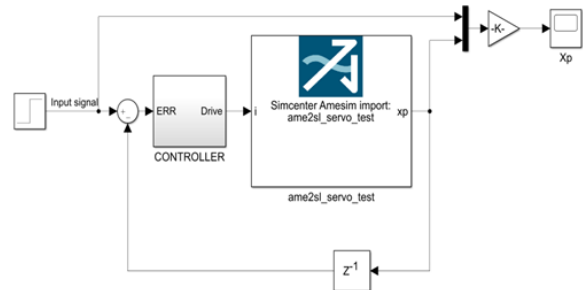 -K-
Xp
Input signal
+
−
ERR
Drive
CONTROLLER
i
Simcenter Amesim import:
ame2sl_servo_test
xp
ame2sl_servo_test
Z⁻¹